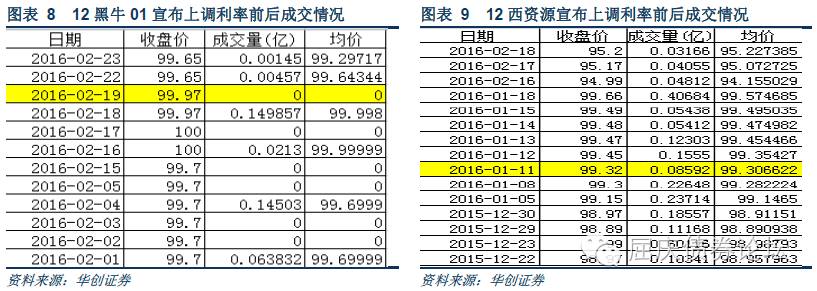 图表 8 12 黑牛 01 宣布上调利率前后成交情况
日期 收盘价 成交量(亿) 均价
2016-02-23 99.65 0.00145 99.29717
2016-02-22 99.65 0.00457 99.64344
2016-02-19 99.97 0 0
2016-02-18 99.97 0.149857 99.998
2016-02-17 100 0 0
2016-02-16 100 0.0213 99.99999
2016-02-15 99.7 0 0
2016-02-05 99.7 0 0
2016-02-04 99.7 0.14503 99.6999
2016-02-03 99.7 0 0
2016-02-02 99.7 0 0
2016-02-01 99.7 0.063832 99.69999
资料来源：华创证券
图表 9 12 西资源宣布上调利率前后成交情况
日期 收盘价 成交量(亿) 均价
2016-02-18 95.2 0.03166 95.227385
2016-02-17 95.17 0.04055 95.072725
2016-02-16 94.99 0.04812 94.155029
2016-01-18 99.66 0.40684 99.574685
2016-01-15 99.49 0.05438 99.495035
2016-01-14 99.48 0.05412 99.474982
2016-01-13 99.47 0.12303 99.454466
2016-01-12 99.45 0.1555 99.35427
2016-01-11 99.32 0.08592 99.306622
2016-01-08 99.3 0.22648 99.282224
2016-01-05 99.15 0.23714 99.1465
2015-12-30 98.97 0.18557 98.91151
2015-12-29 98.89 0.11168 98.890938
2015-12-23
2015-12-22
屈庆债券论坛
资料来源：华创证券